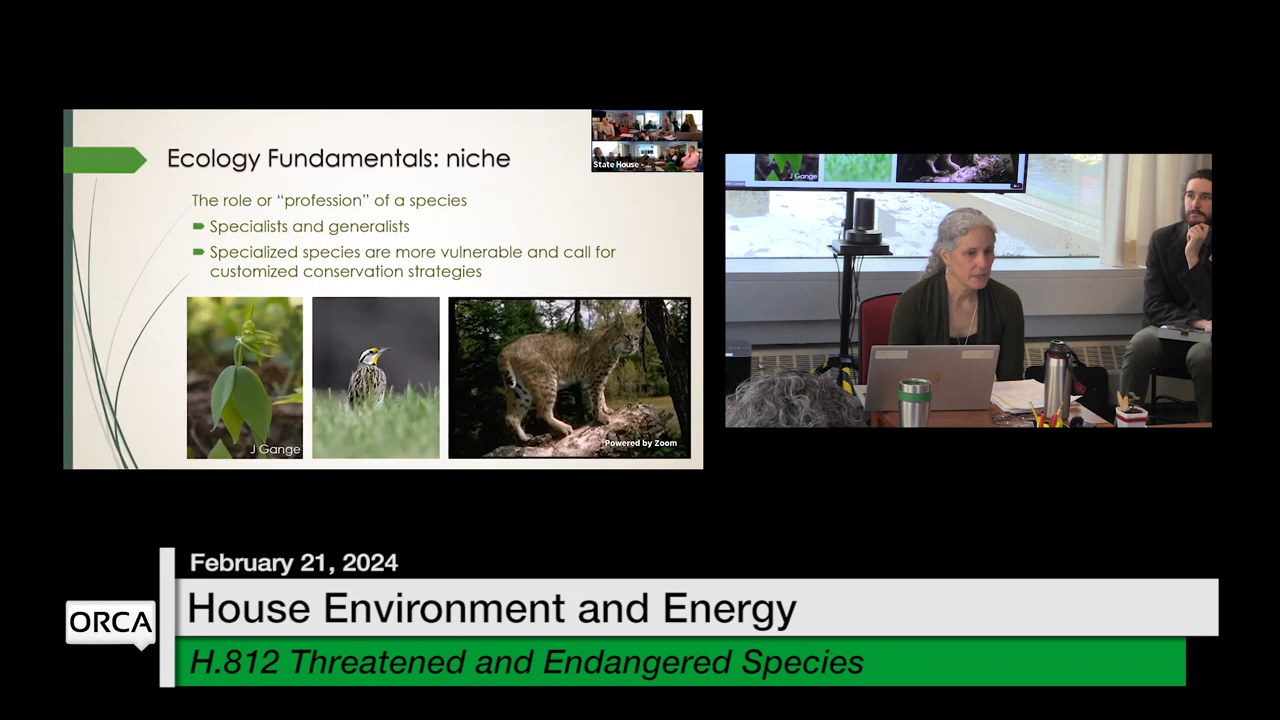 Ecology Fundamentals: niche
State House - ...
The role or “profession” of a species
Specialists and generalists
Specialized species are more vulnerable and call for
customized conservation strategies
J Gange
Powered by Zoom
J Gange
February 21, 2024
House Environment and Energy
ORCA
H.812 Threatened and Endangered Species